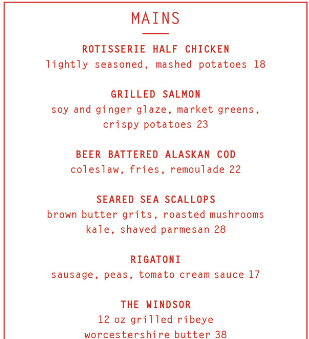 MAINS
ROTISSERIE HALF CHICKEN
lightly seasoned, mashed potatoes 18
GRILLED SALMON
soy and ginger glaze, market greens,
crispy potatoes 23
BEER BATTERED ALASKAN COD
coleslaw, fries, remoulade 22
SEARED SEA SCALLOPS
brown butter grits, roasted mushrooms
kale, shaved parmesan 28
RIGATONI
sausage, peas, tomato cream sauce 17
THE WINDSOR
12 oz grilled ribeye
worcestershire butter 38